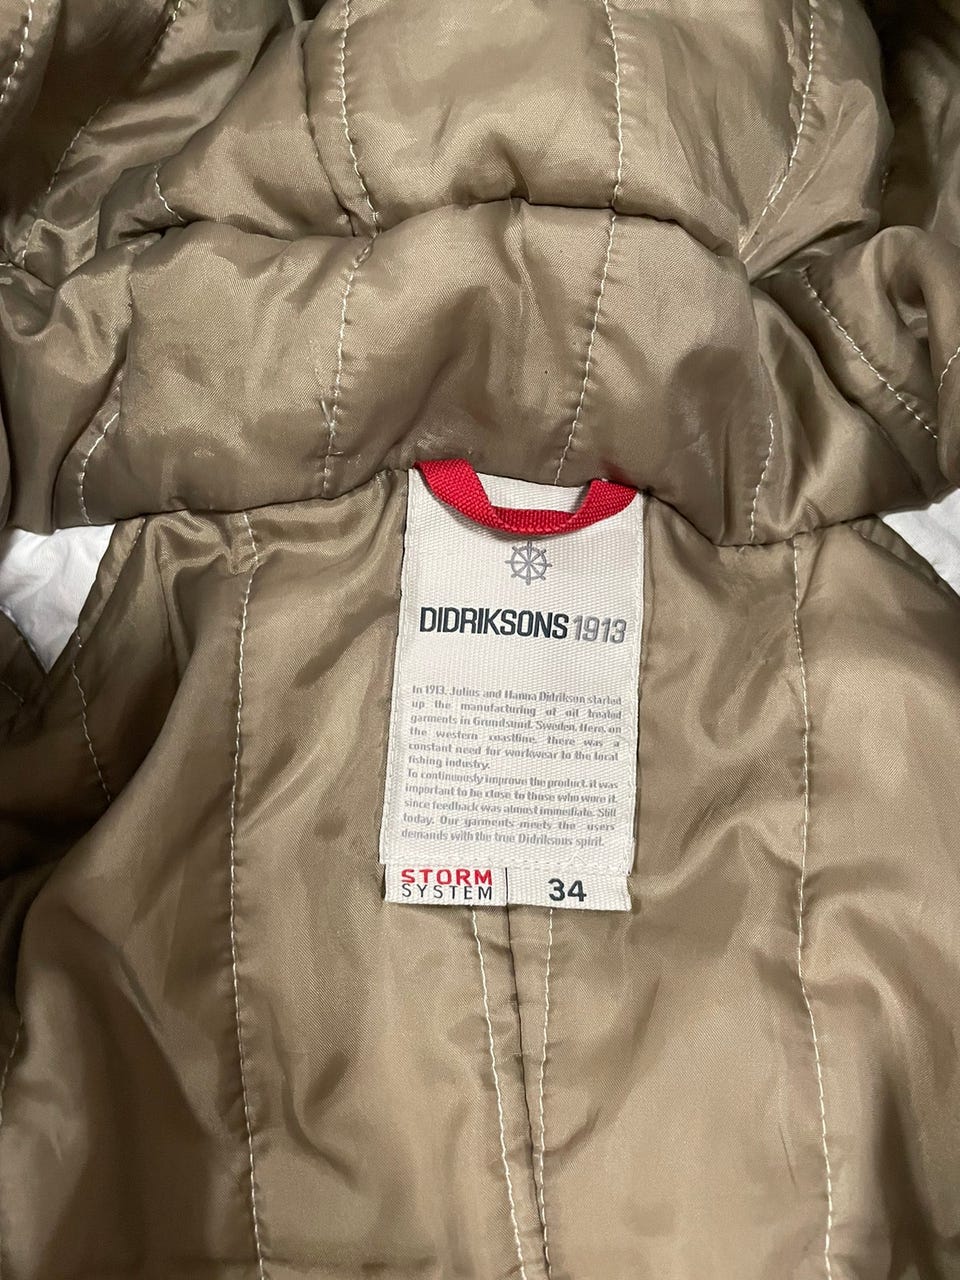 DIDRIKSONS 1913
In 1913, Julius and Hanna Didrikson started
up the manufacturing of oil treated
garments in Grundsund, Sweden. Here, on
the western coastline, there was a
constant need for workwear to the local
fishing industry.
To continuously improve the product, it was
important to be close to those who wore it,
since feedback was almost immediate. Still
today, Our garments meets the users
demands with the true Didriksons spirit.
STORM
SYSTEM
34